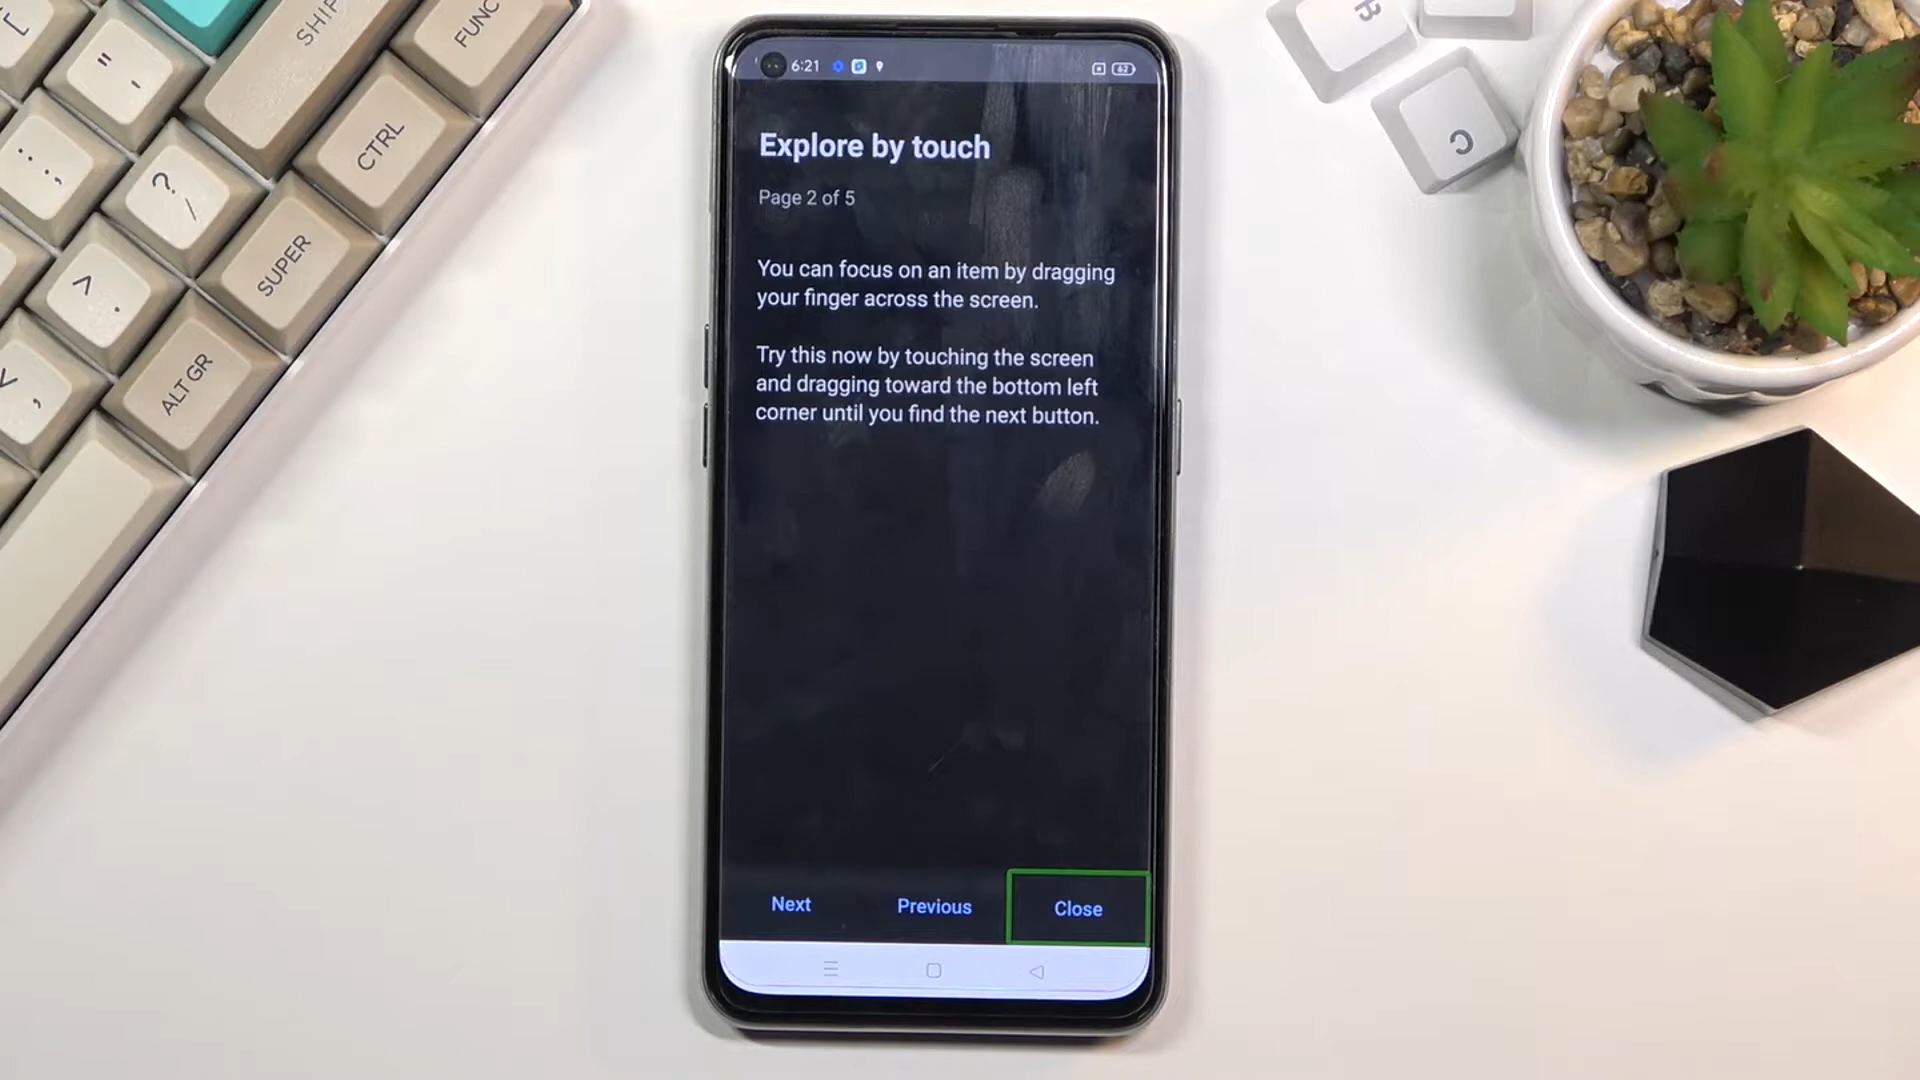 6:21
62
Explore by touch
Page 2 of 5
You can focus on an item by dragging
your finger across the screen.
Try this now by touching the screen
and dragging toward the bottom left
corner until you find the next button.
Next
Previous
Close
[
" '
SHIF
FUNC
: ;
? /
CTRL
> .
SUPER
< ,
ALT GR
C